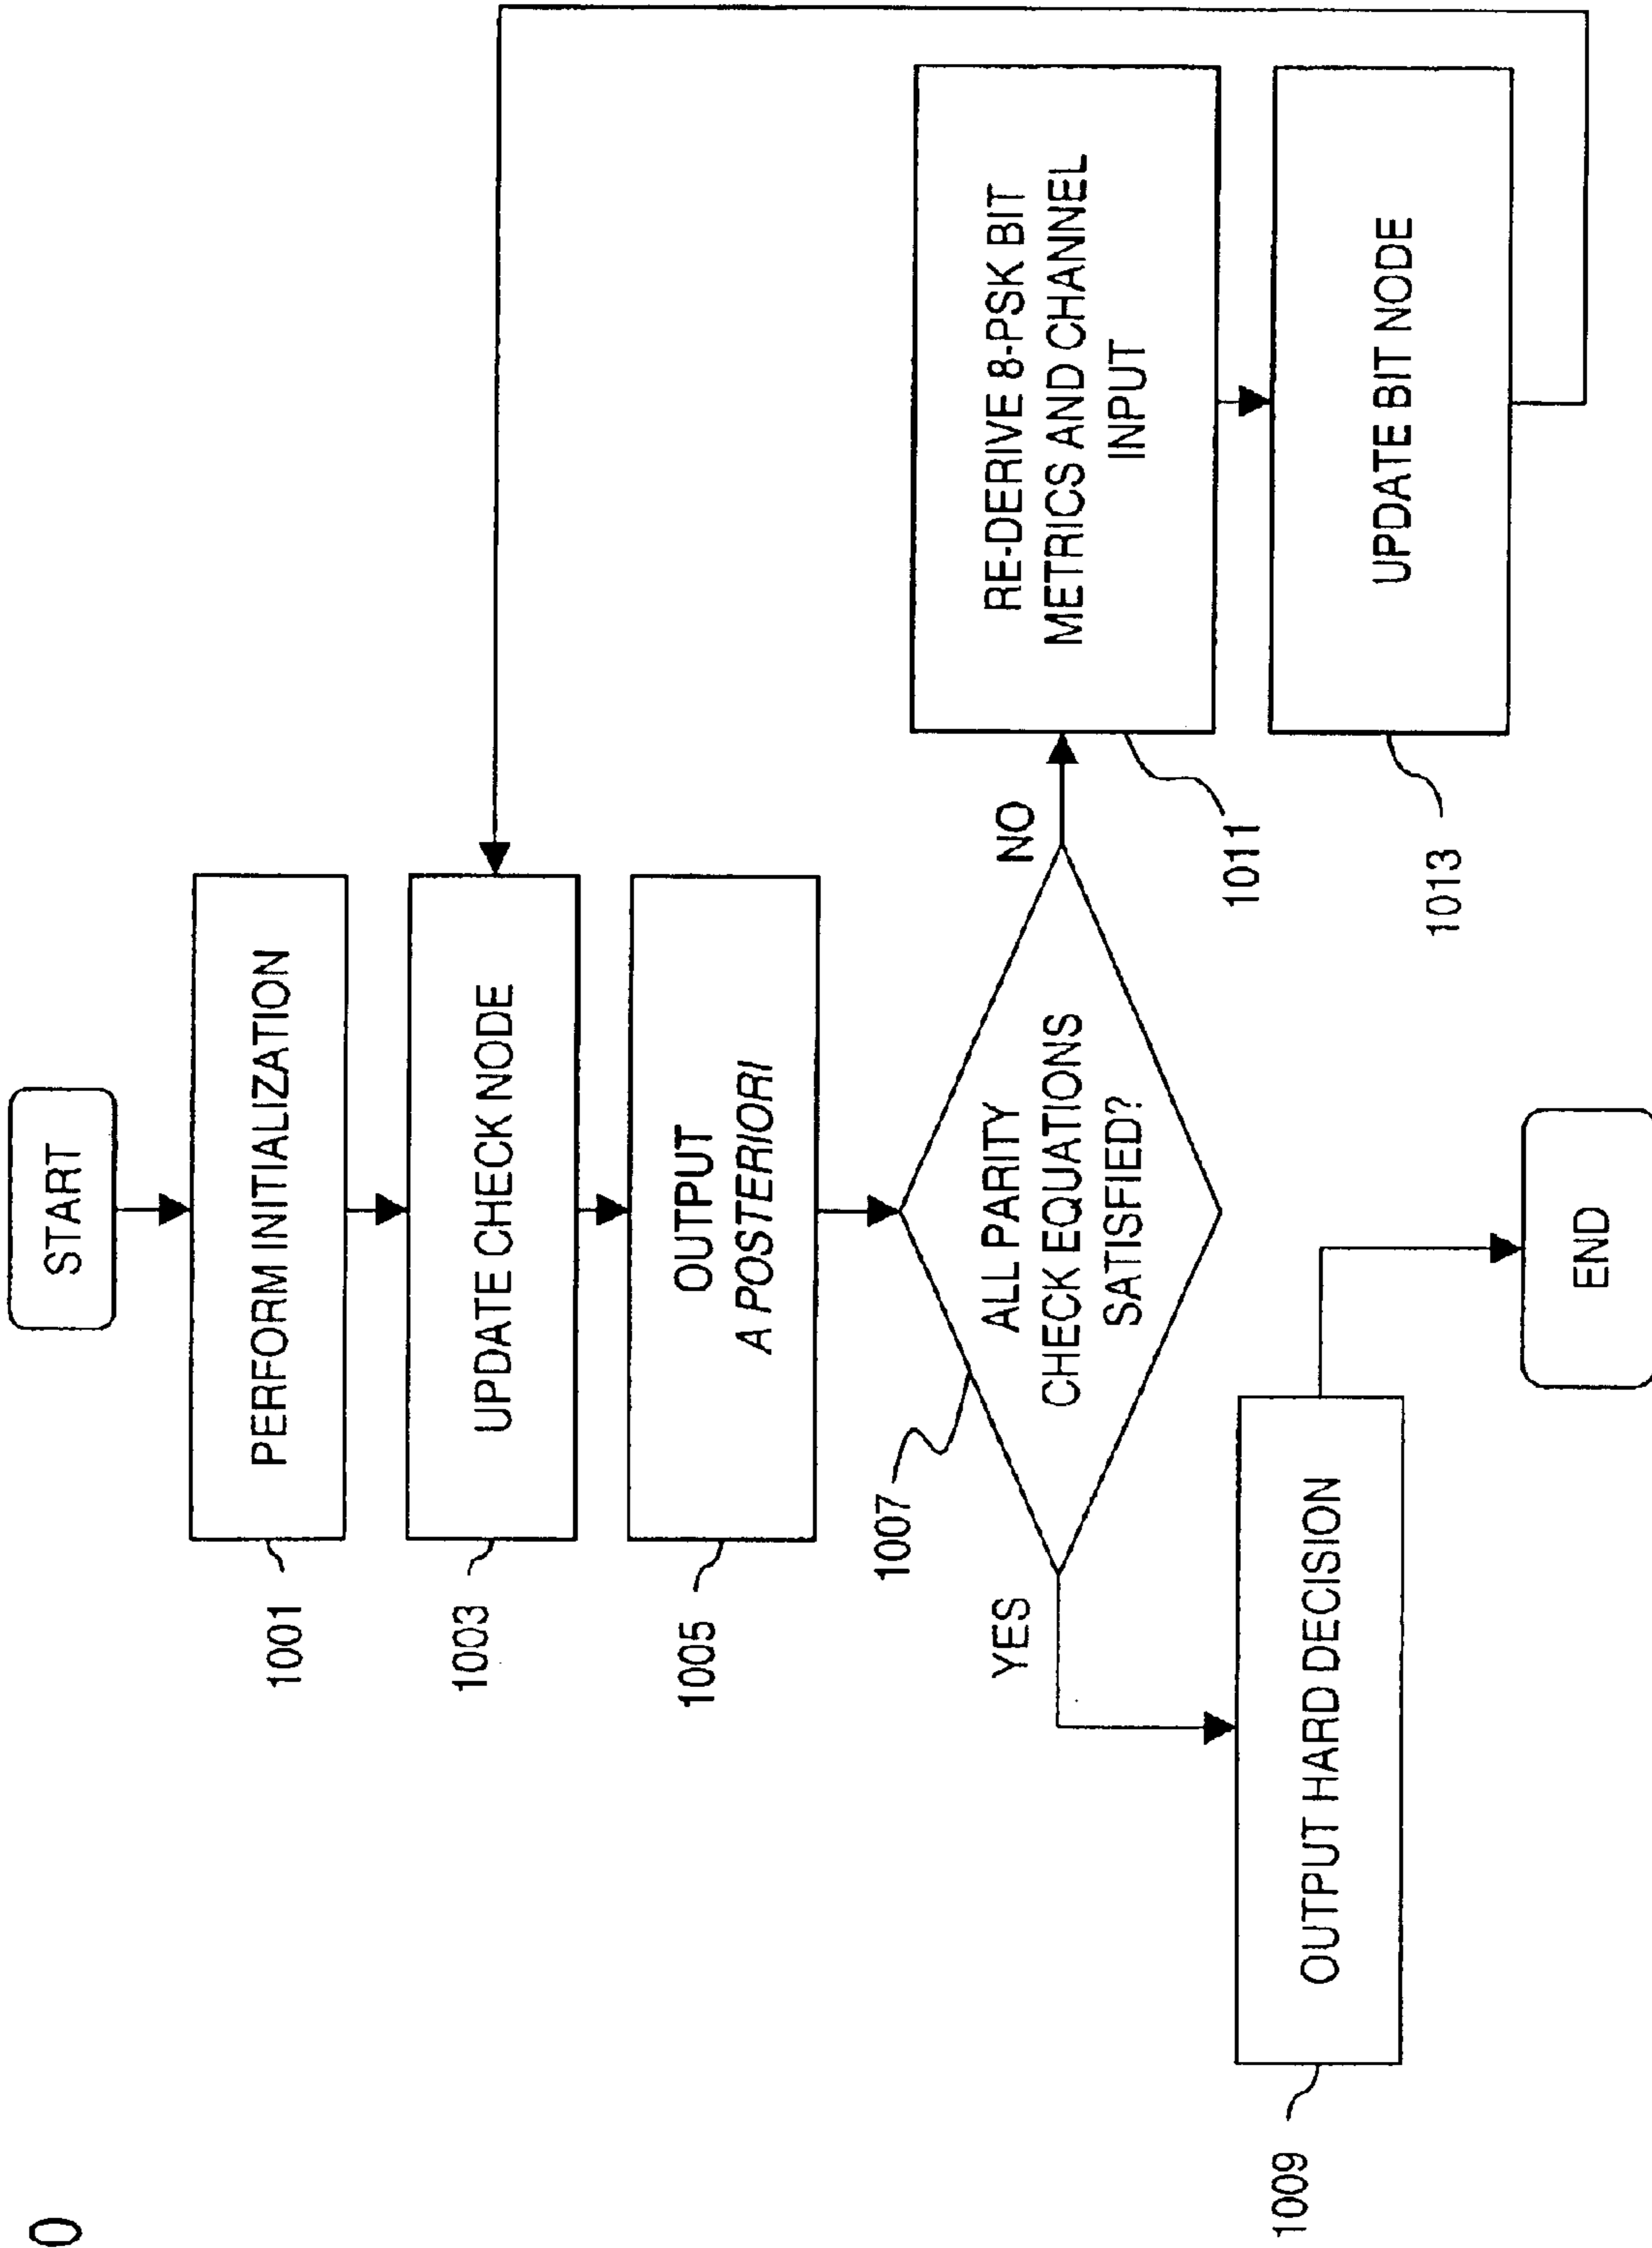 START
PERFORM INITIALIZATION
1001
UPDATE CHECK NODE
1003
OUTPUT
A POSTERIORI
1005
ALL PARITY
CHECK EQUATIONS
SATISFIED?
1007
NO
RE-DERIVE 8-PSK BIT
METRICS AND CHANNEL
INPUT
1011
UPDATE BIT NODE
1013
YES
OUTPUT HARD DECISION
1009
END
0